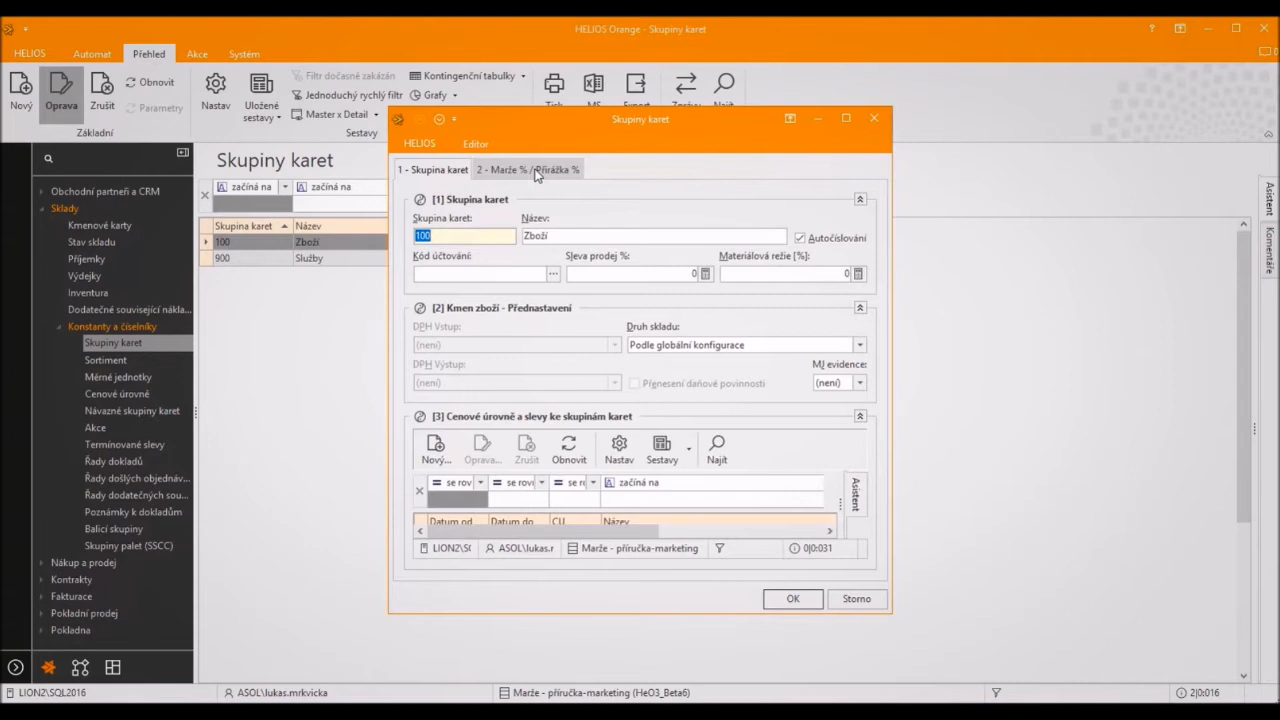 HELIOS Orange - Skupiny karet
HELIOS Automat Přehled Akce Systém
Nový Oprava Zrušit
Obnovit
Parametry
Základní
Nastav
Uložené sestavy
Filtr dočasné zakázán
Jednoduchý rychlý filtr
Master x Detail
Sestavy
Kontingenční tabulky
Grafy
Obchodní partneři a CRM
Sklady
Kmenové karty
Stav skladu
Příjemky
Výdejky
Inventura
Dodatečné související nákla...
Konstanty a číselníky
Skupiny karet
Sortiment
Měrné jednotky
Cenové úrovně
Návazné skupiny karet
Akce
Termínované slevy
Řady dokladů
Řady došlých objednáv...
Řady dodatečných sou...
Poznámky k dokladům
Balicí skupiny
Skupiny palet (SSCC)
Nákup a prodej
Kontrakty
Fakturace
Pokladní prodej
Pokladna
Skupiny karet
začíná na začíná na
Skupina karet Název
100 Zboží
900 Služby
Skupiny karet
HELIOS Editor
1 - Skupina karet 2 - Marže % / Přirážka %
[1] Skupina karet
Skupina karet: Název:
100 Zboží Autočíslování
Kód účtování: Sleva prodej %: Materiálová režie [%]:
0 0
[2] Kmen zboží - Přednastavení
DPH Vstup: Druh skladu:
(není) Podle globální konfigurace
DPH Výstup: MJ evidence:
(není) Přenesení daňové povinnosti (není)
[3] Cenové úrovně a slevy ke skupinám karet
Nový... Oprava... Zrušit Obnovit Nastav Sestavy Najít
se rovi se rovi se ro začíná na
Datum od Datum do CU Název
Asistent
LION2\SC ASOL\lukas.r Marže - příručka-marketing 0|0:031
OK Storno
Asistent
Komentáře
LION2\SQL2016 ASOL\lukas.mrkvicka Marže - příručka-marketing (HeO3_Beta6) 2|0:016